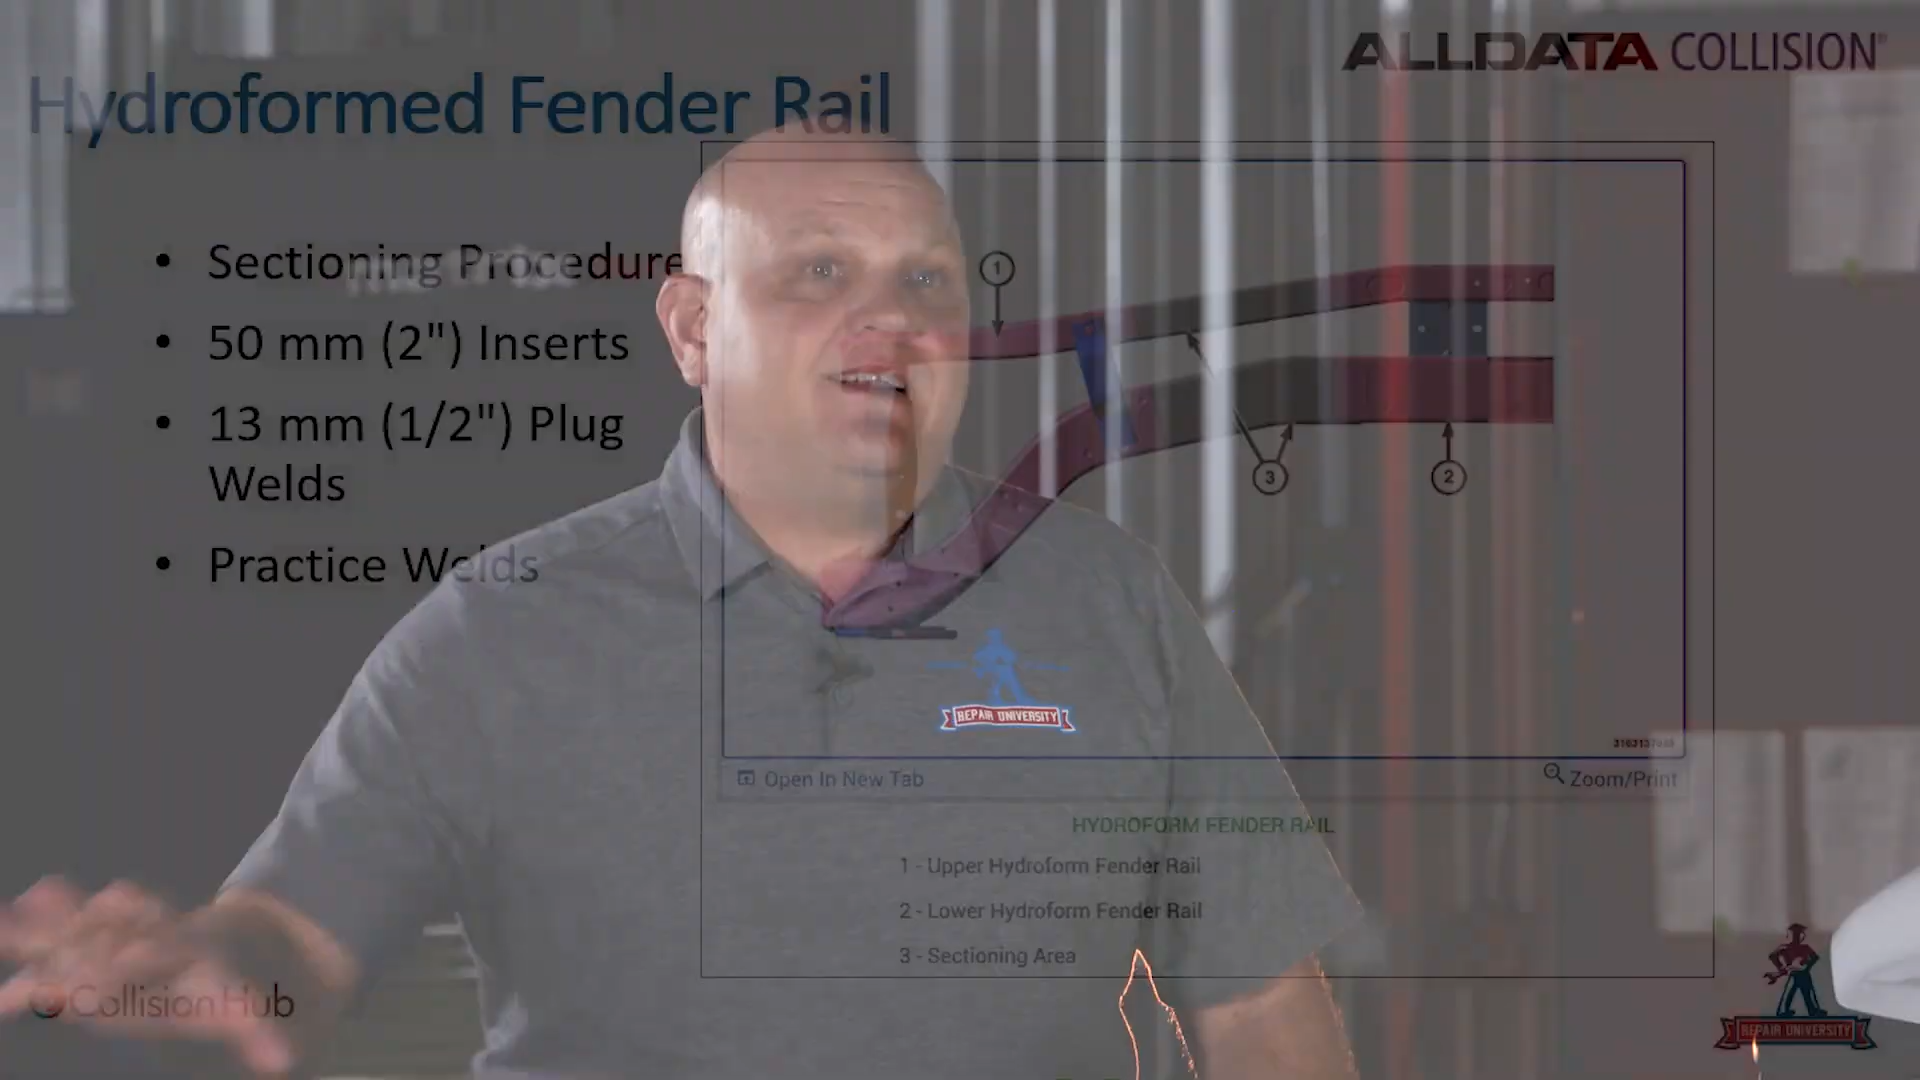 ALLDATA COLLISION®
Hydroformed Fender Rail
• Sectioning Procedure
• 50 mm (2") Inserts
• 13 mm (1/2") Plug
Welds
• Practice Welds
1
3
2
REPAIR UNIVERSITY
Open In New Tab
Zoom/Print
HYDROFORM FENDER RAIL
1 - Upper Hydroform Fender Rail
2 - Lower Hydroform Fender Rail
3 - Sectioning Area
CollisionHub
REPAIR UNIVERSITY